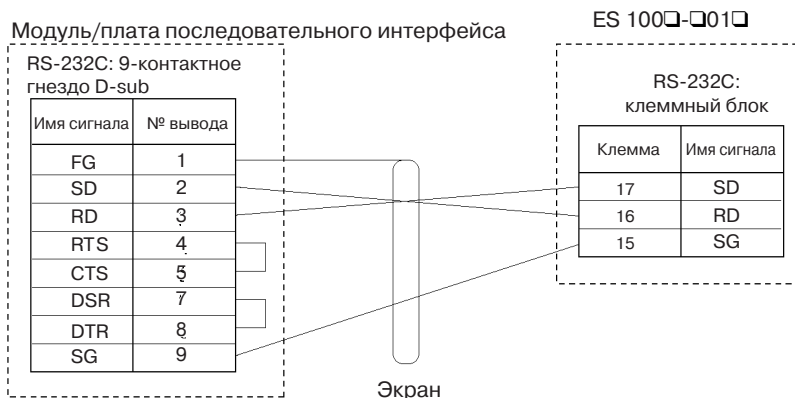 Модуль/плата последовательного интерфейса
RS-232C: 9-контактное
гнездо D-sub
Имя сигнала № вывода
FG 1
SD 2
RD 3
RTS 4
CTS 5
DSR 7
DTR 8
SG 9
Экран
ES 100❑-❑01❑
RS-232C:
клеммный блок
Клемма Имя сигнала
17 SD
16 RD
15 SG